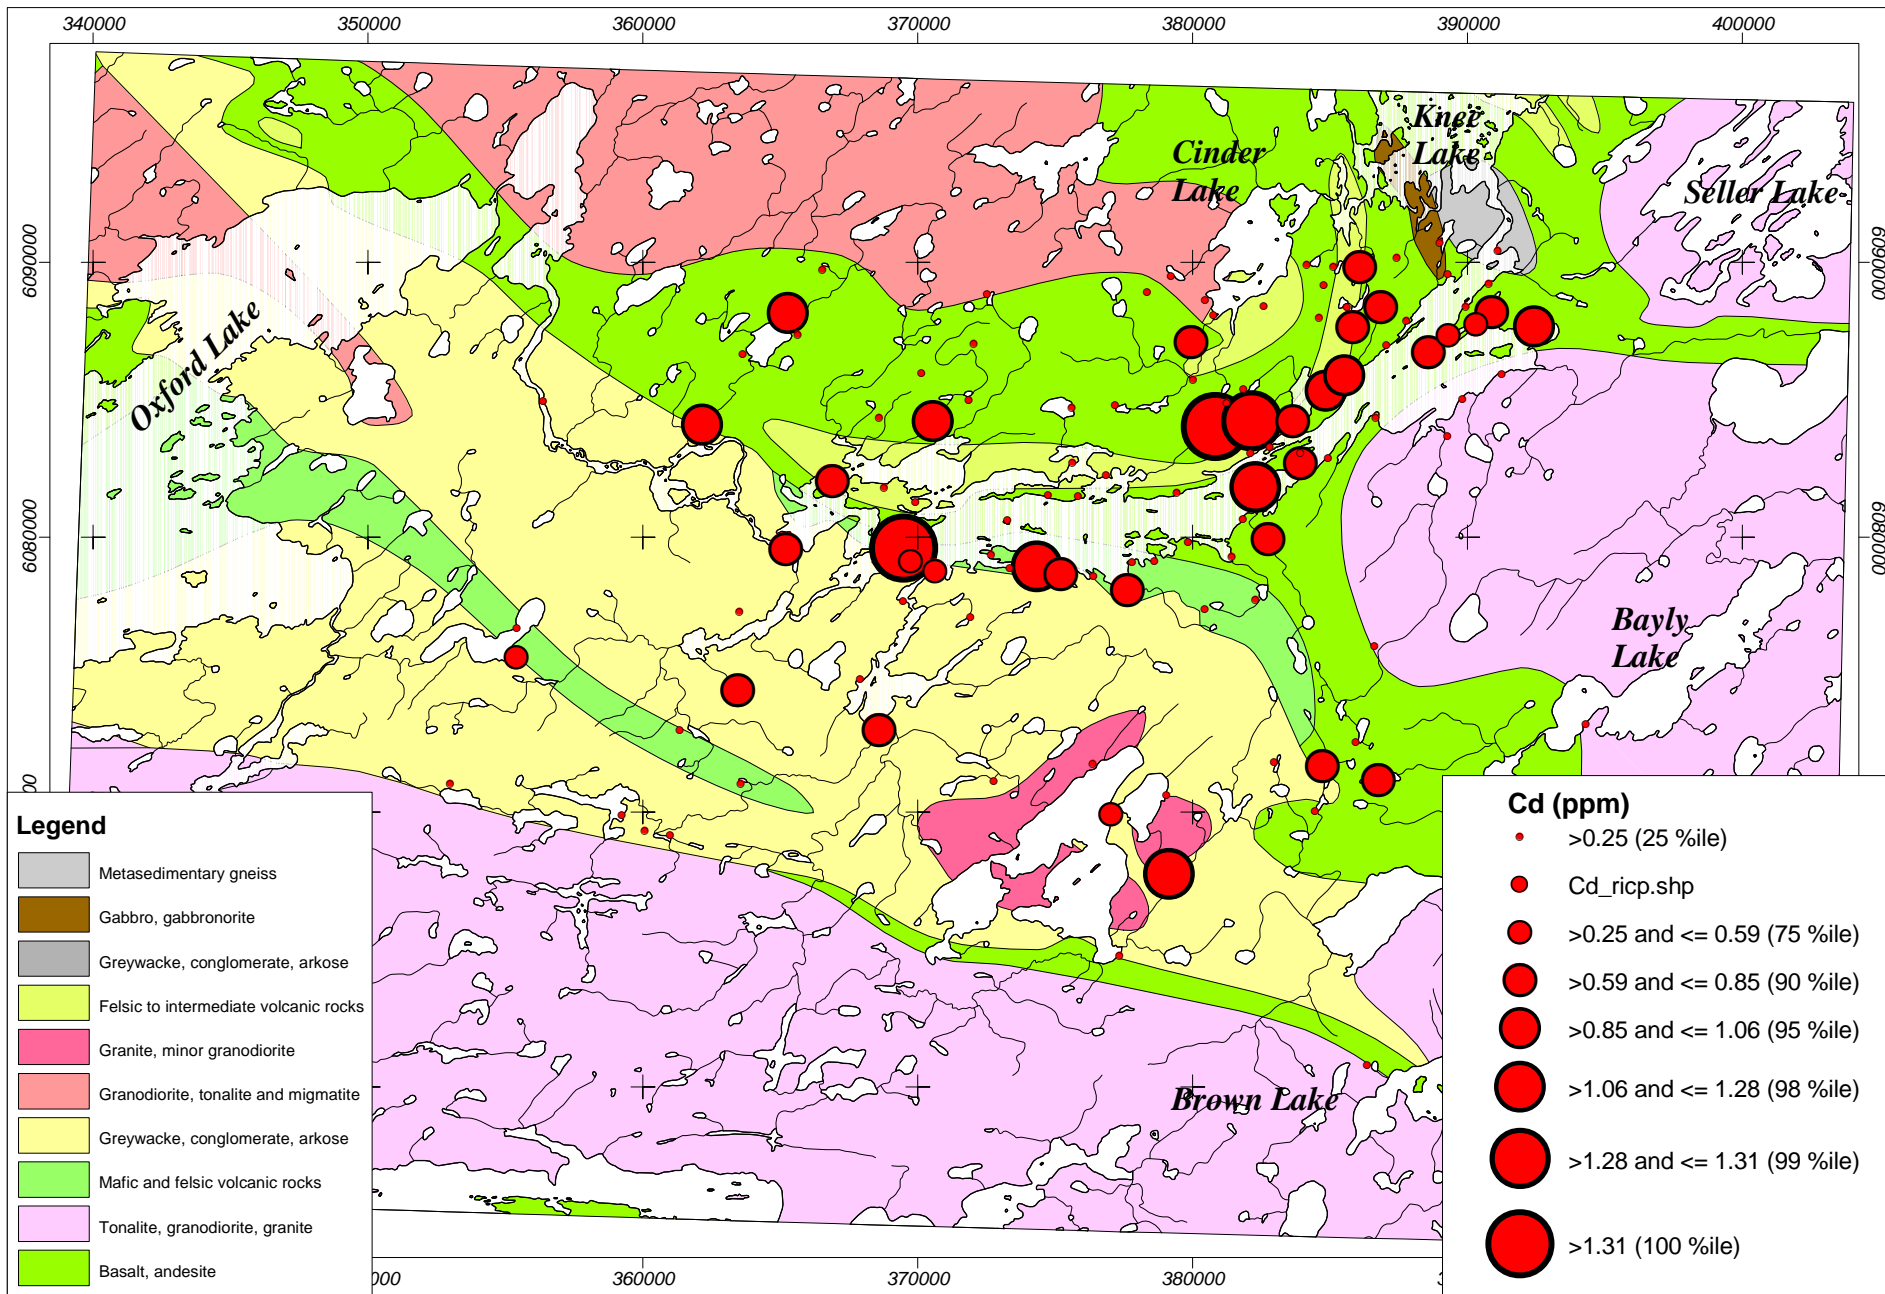 340000
350000
360000
370000
380000
390000
400000
Knee
Lake
Cinder
Lake
Seller Lake
6090000
6090000
Oxford Lake
6080000
6080000
Bayly
Lake
Brown Lake
Legend
Metasedimentary gneiss
Gabbro, gabbronorite
Greywacke, conglomerate, arkose
Felsic to intermediate volcanic rocks
Granite, minor granodiorite
Granodiorite, tonalite and migmatite
Greywacke, conglomerate, arkose
Mafic and felsic volcanic rocks
Tonalite, granodiorite, granite
Basalt, andesite
Cd (ppm)
>0.25 (25 %ile)
Cd_ricp.shp
>0.25 and <= 0.59 (75 %ile)
>0.59 and <= 0.85 (90 %ile)
>0.85 and <= 1.06 (95 %ile)
>1.06 and <= 1.28 (98 %ile)
>1.28 and <= 1.31 (99 %ile)
>1.31 (100 %ile)
360000
370000
380000